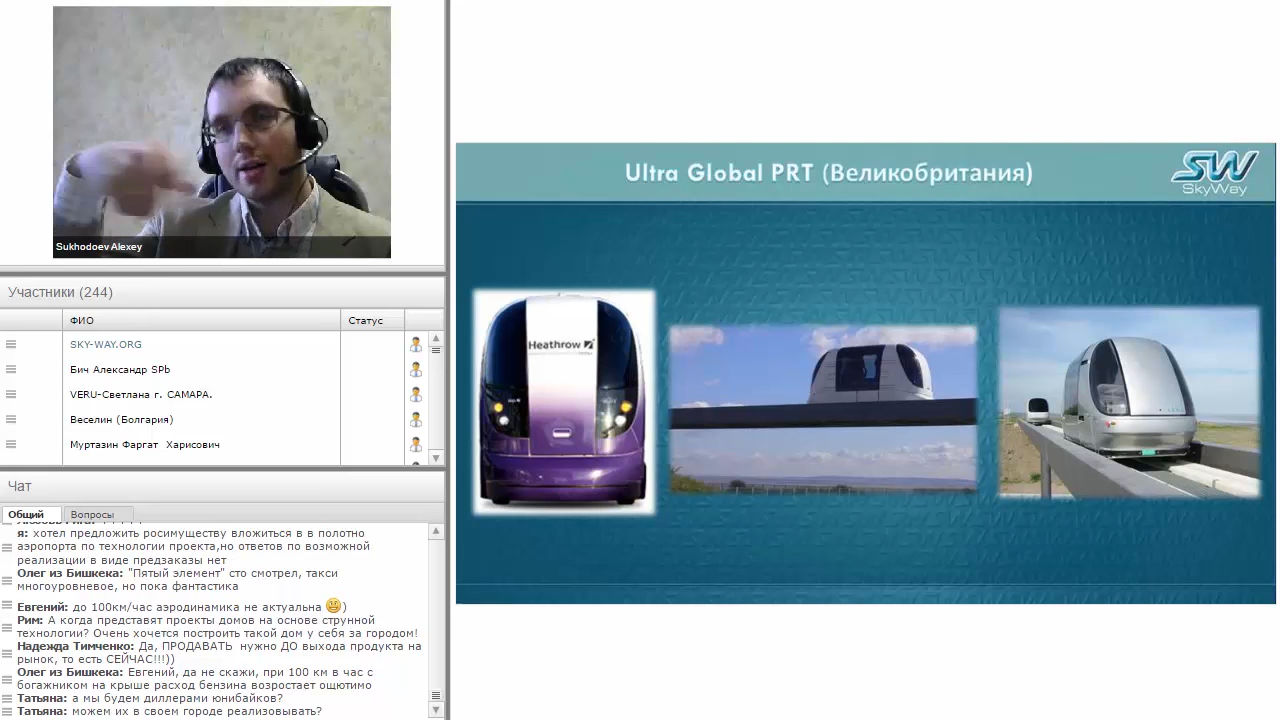 Sukhodoev Alexey
Участники (244)
ФИО
Статус
SKY-WAY.ORG
Бич Александр SPb
VERU-Светлана г. САМАРА.
Веселин (Болгария)
Муртазин Фаргат Харисович
Чат
Общий
Вопросы
я: хотел предложить росимуществу вложиться в в полотно
аэропорта по технологии проекта,но ответов по возможной
реализации в виде предзаказы нет
Олег из Бишкека: "Пятый элемент" сто смотрел, такси
многоуровневое, но пока фантастика
Евгений: до 100км/час аэродинамика не актуальна )
Рим: А когда представят проекты домов на основе струнной
технологии? Очень хочется построить такой дом у себя за городом!
Надежда Тимченко: Да, ПРОДАВАТЬ нужно ДО выхода продукта на
рынок, то есть СЕЙЧАС!!!))
Олег из Бишкека: Евгений, да не скажи, при 100 км в час с
богажником на крыше расход бензина возростает ощютимо
Татьяна: а мы будем диллерами юнибайков?
Татьяна: можем их в своем городе реализовывать?
Ultra Global PRT (Великобритания)
SW
SkyWay
Heathrow